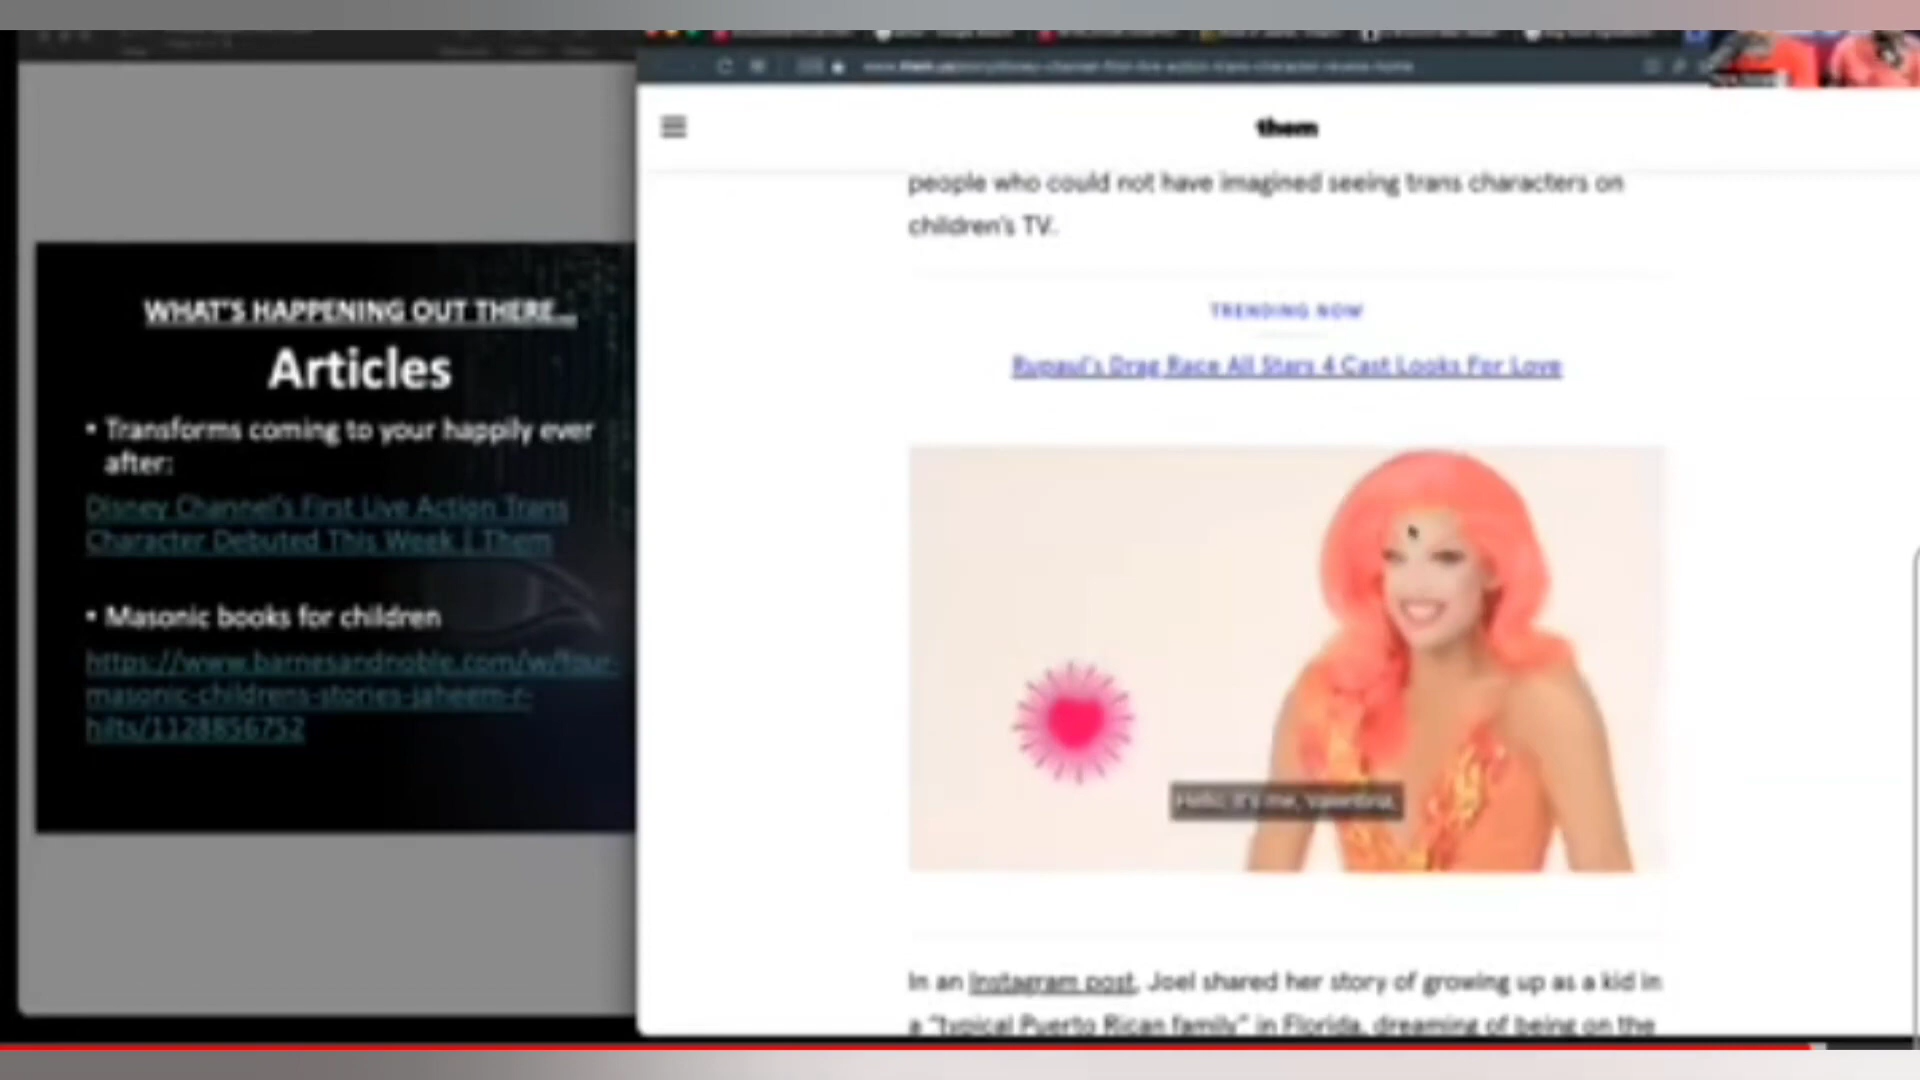 WHAT'S HAPPENING OUT THERE...
Articles
• Transforms coming to your happily ever
after:
Disney Channel's First Live Action Trans
Character Debuted This Week | Them
• Masonic books for children
https://www.barnesandnoble.com/w/four-
masonic-childrens-stories-jaheem-r-
hilts/1128856752
them
people who could not have imagined seeing trans characters on
children's TV.
TRENDING NOW
Rupaul's Drag Race All Stars 4 Cast Looks For Love
Hello, it's me, Valentina,
In an Instagram post, Joel shared her story of growing up as a kid in
a "typical Puerto Rican family" in Florida, dreaming of being on the